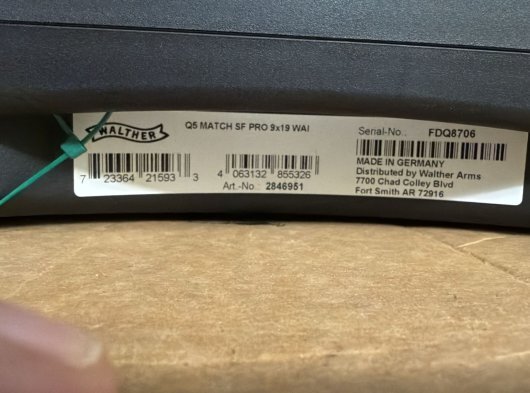 WALTHER
Q5 MATCH SF PRO 9x19 WAI
7 23364 21593 3
4 063132 855326
Art.-No.: 2846951
Serial-No.: FDQ8706
MADE IN GERMANY
Distributed by Walther Arms
7700 Chad Colley Blvd
Fort Smith AR 72916